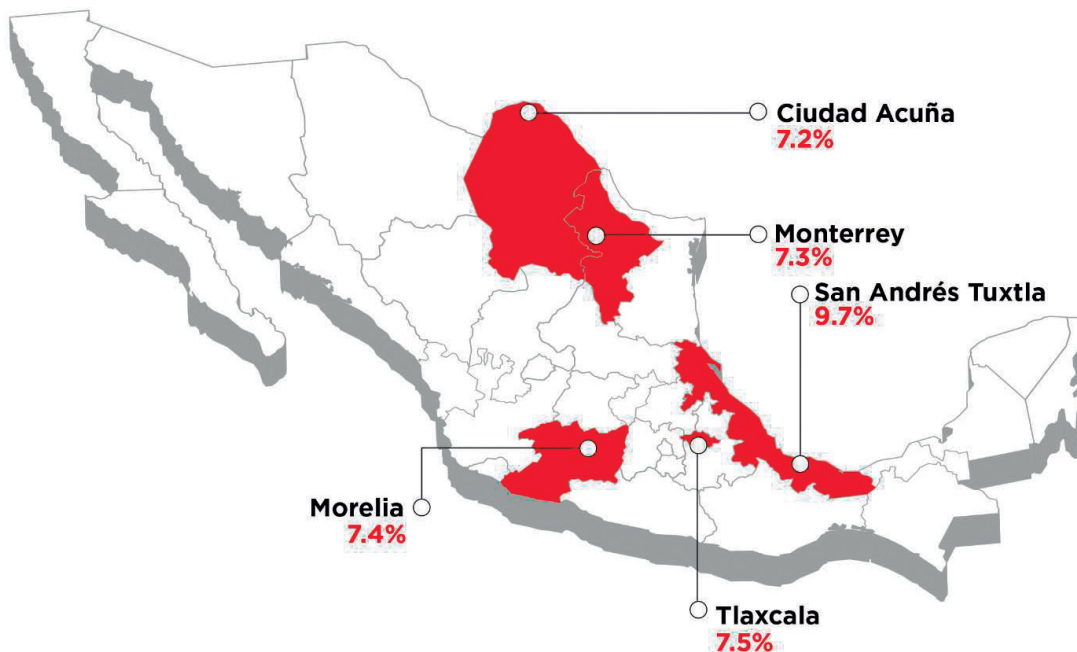 Ciudad Acuña
7.2%
Monterrey
7.3%
San Andrés Tuxtla
9.7%
Morelia
7.4%
Tlaxcala
7.5%